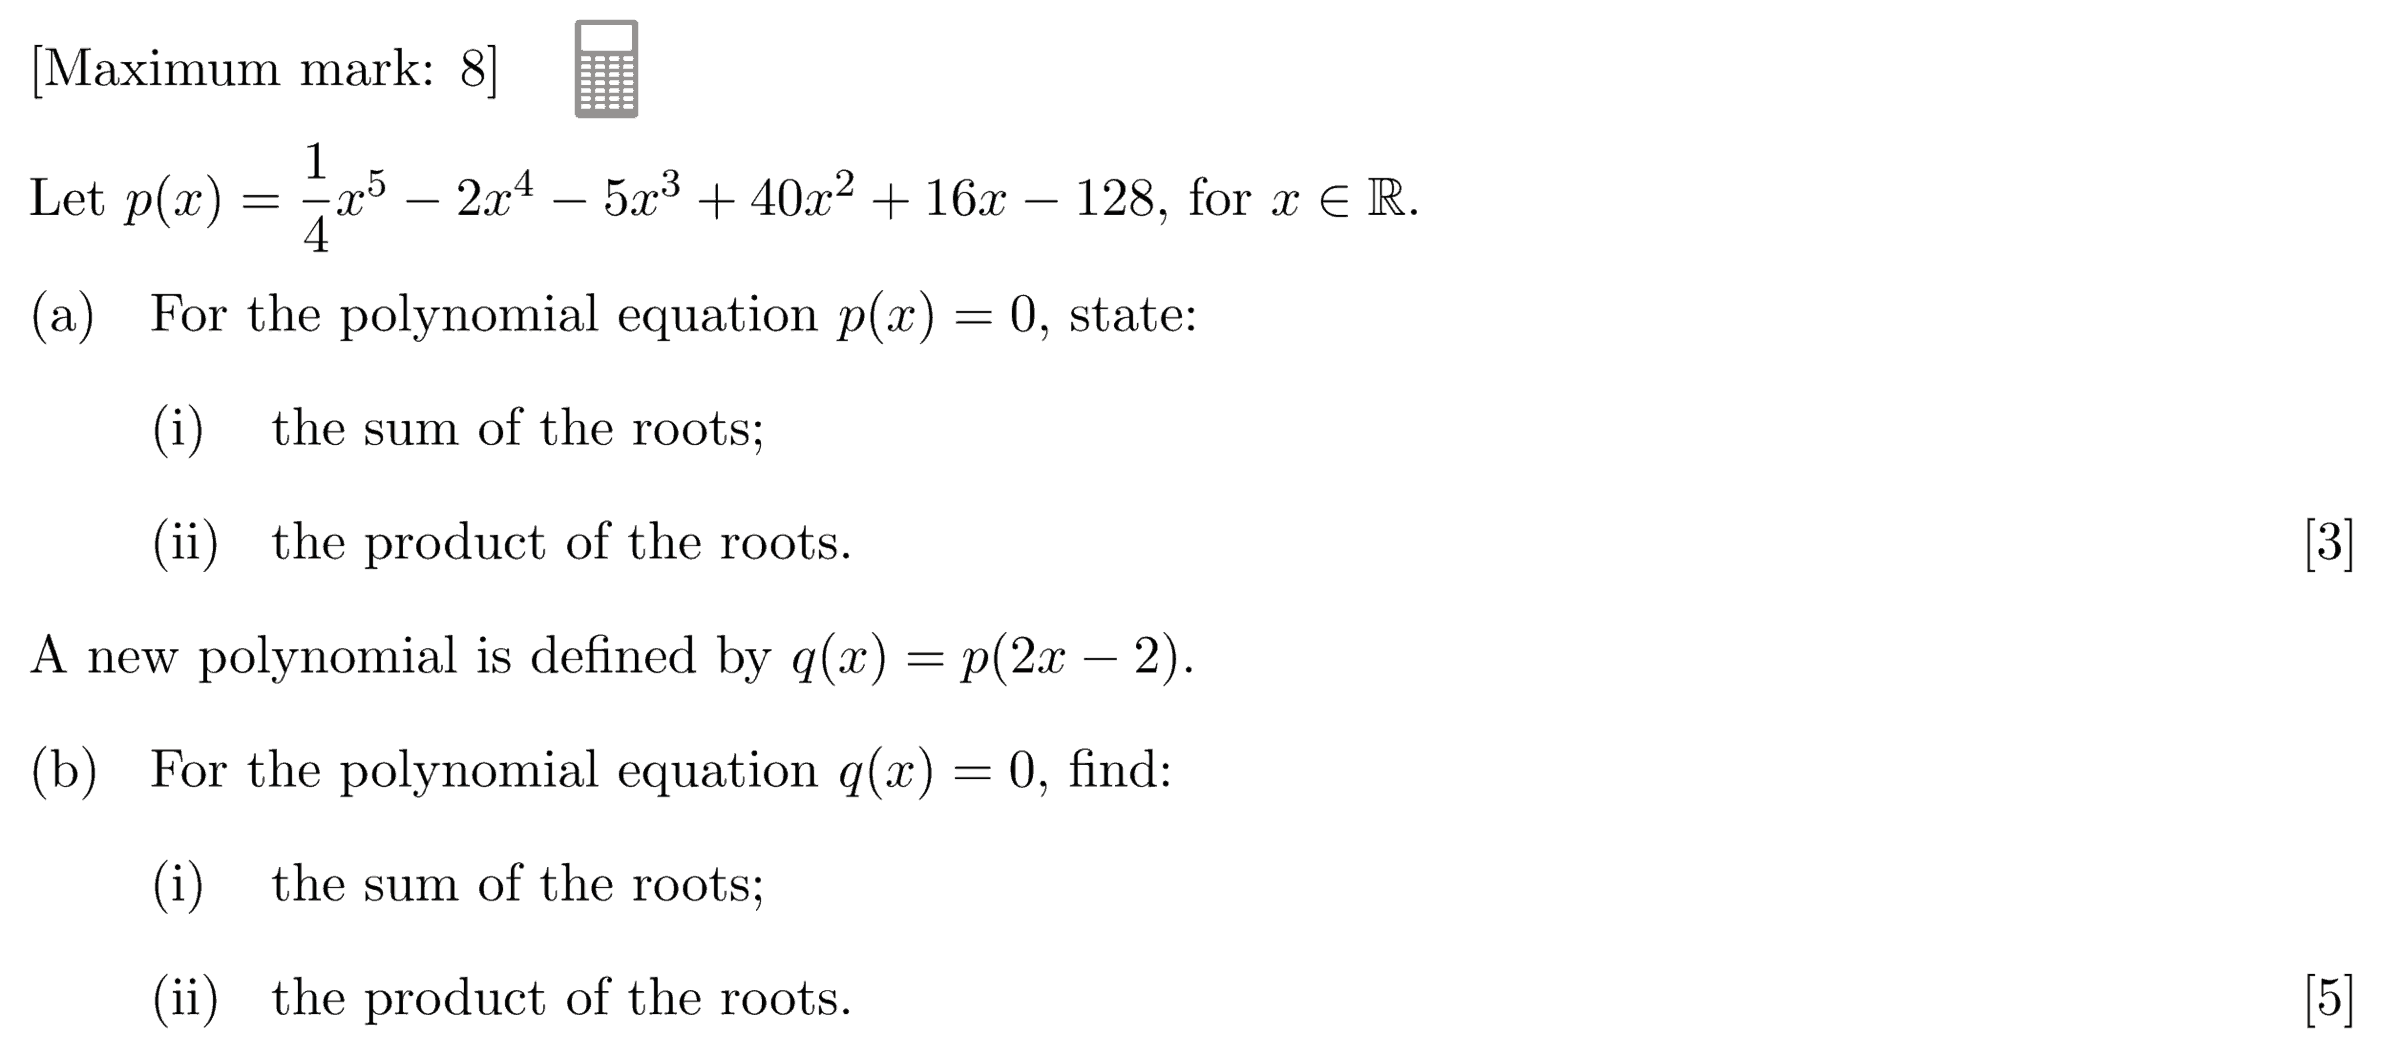 [Maximum mark: 8]
Let p(x) = \frac{1}{4}x^5 − 2x^4 − 5x^3 + 40x^2 + 16x − 128, for x ∈ ℝ.
(a) For the polynomial equation p(x) = 0, state:
(i) the sum of the roots;
(ii) the product of the roots. [3]
A new polynomial is defined by q(x) = p(2x − 2).
(b) For the polynomial equation q(x) = 0, find:
(i) the sum of the roots;
(ii) the product of the roots. [5]